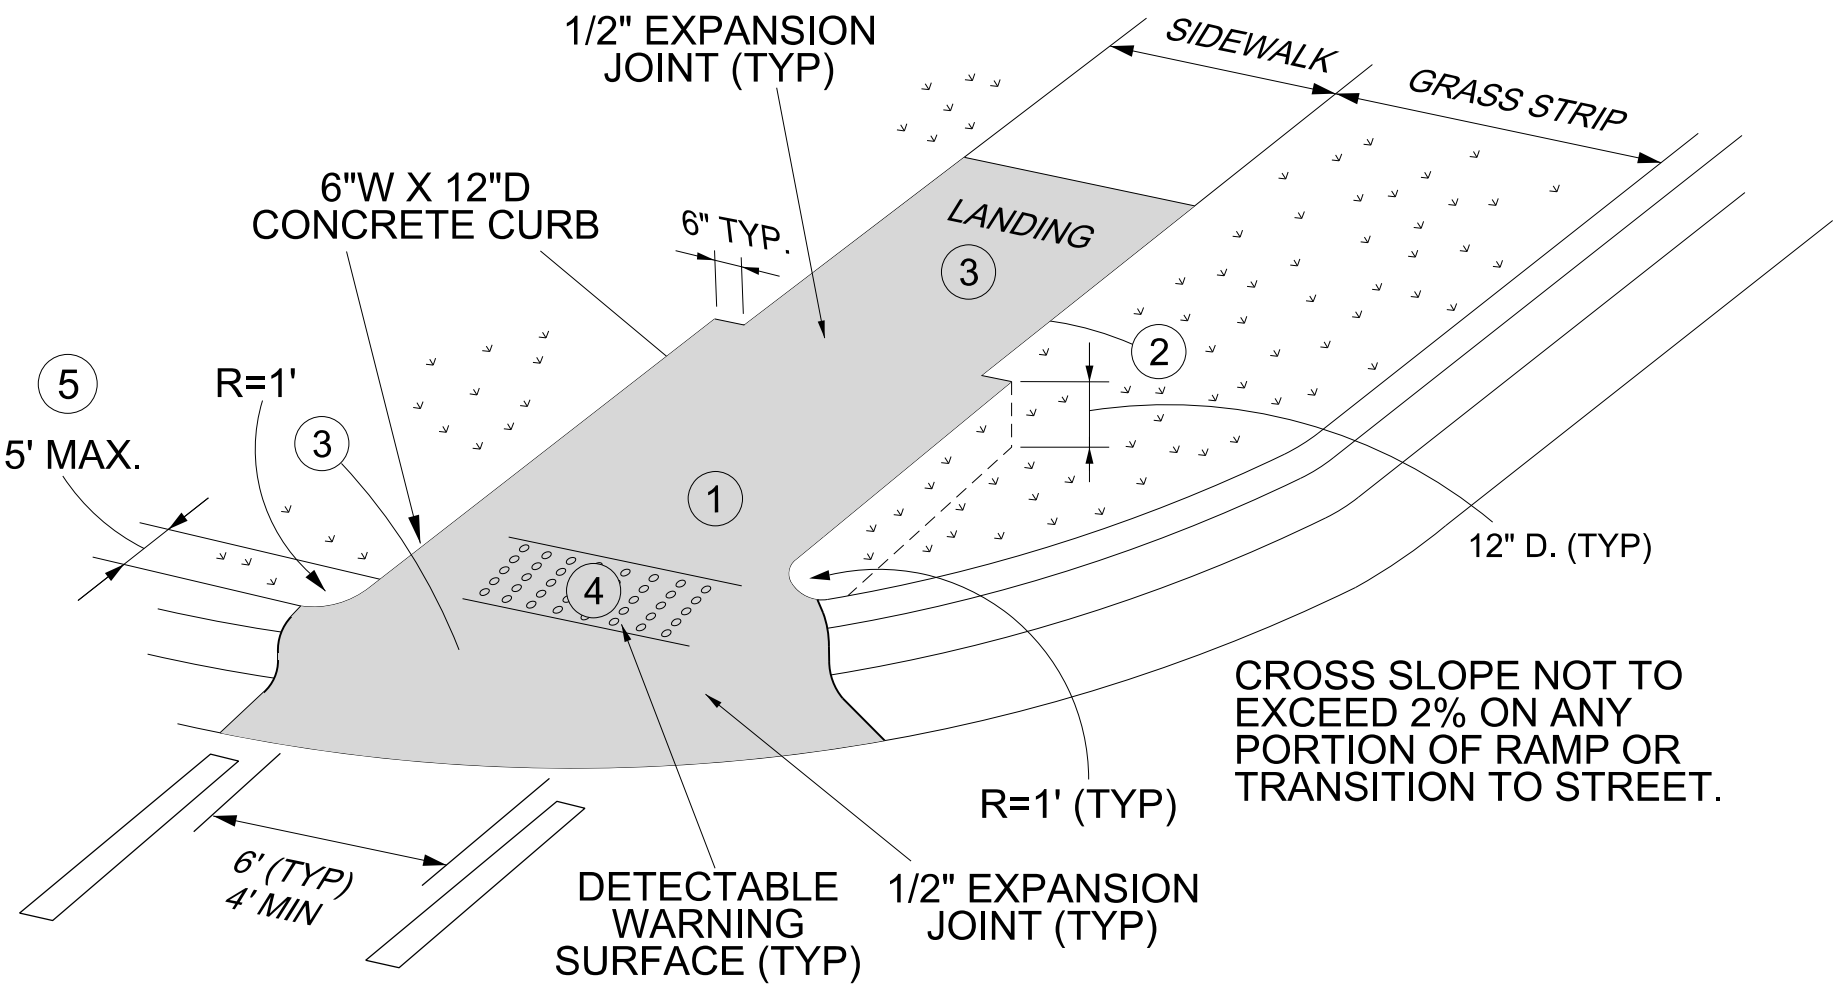 1/2" EXPANSION
JOINT (TYP)
SIDEWALK
GRASS STRIP
6"W X 12"D
CONCRETE CURB
6" TYP.
LANDING
3
2
5
R=1'
3
5' MAX.
1
4
12" D. (TYP)
CROSS SLOPE NOT TO
EXCEED 2% ON ANY
PORTION OF RAMP OR
TRANSITION TO STREET.
R=1' (TYP)
6' (TYP)
4' MIN
DETECTABLE
WARNING
SURFACE (TYP)
1/2" EXPANSION
JOINT (TYP)